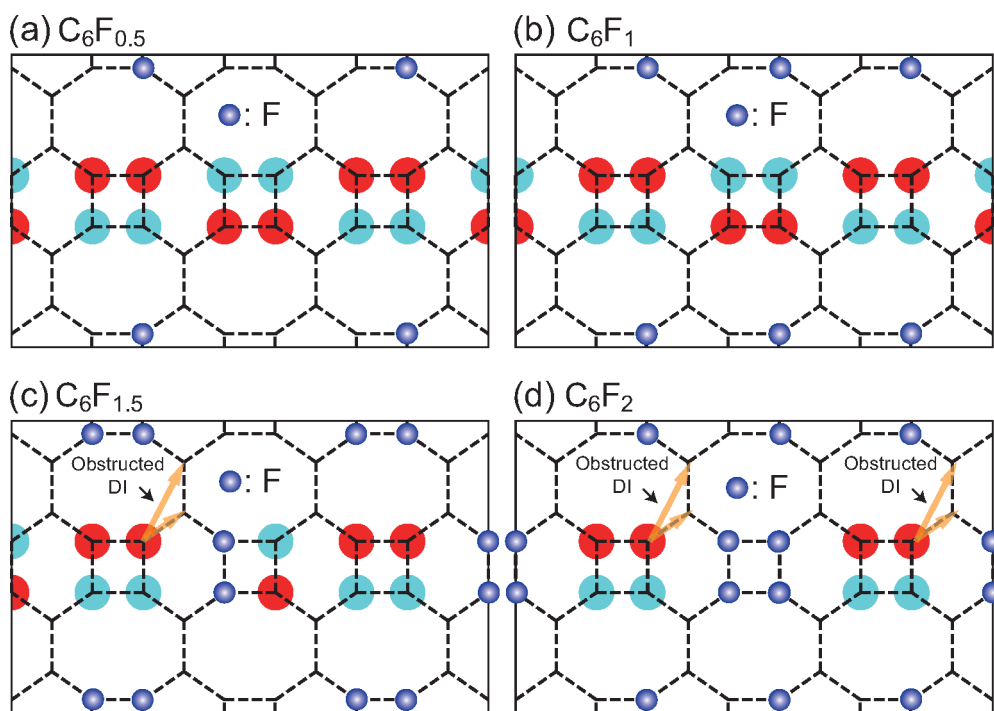 (a) C₆F₀.₅
: F
(b) C₆F₁
: F
(c) C₆F₁.₅
Obstructed
DI
: F
(d) C₆F₂
Obstructed
DI
: F
Obstructed
DI